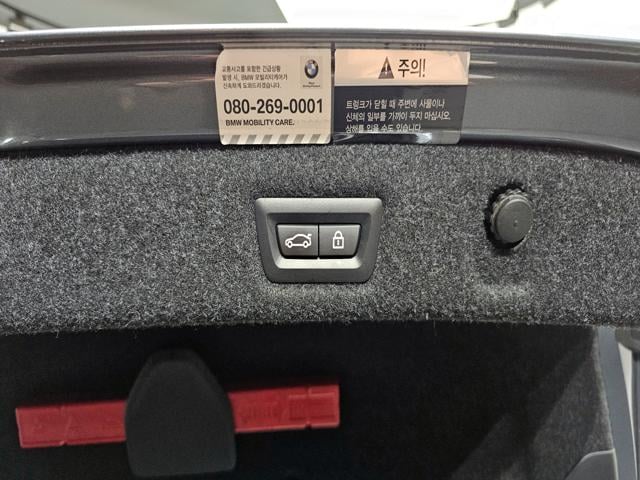 교통사고를 포함한 긴급상황
발생 시, BMW 모빌리티케어가
신속하게 도와드리겠습니다.
080-269-0001
BMW MOBILITY CARE.
주의!
트렁크가 닫힐 때 주변에 사물이나
신체의 일부를 가까이 두지 마십시오.
상해를 입을 수도 있습니다.